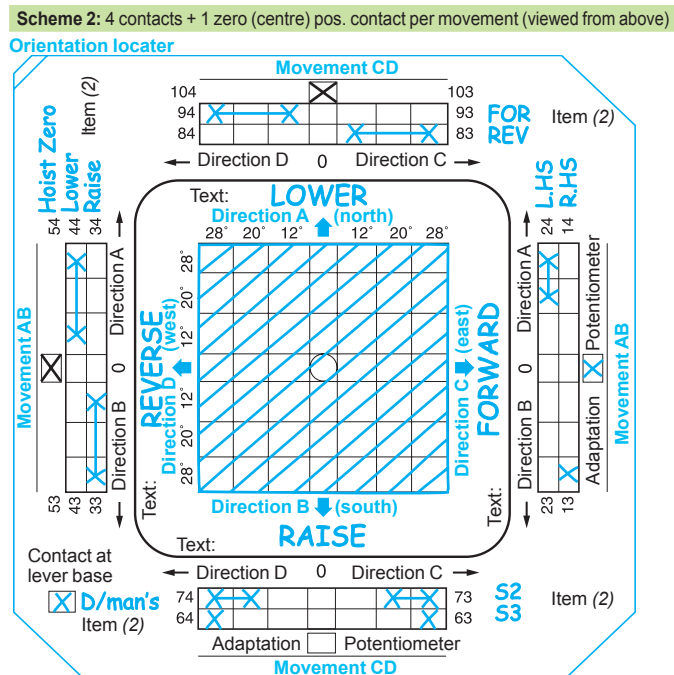 Scheme 2: 4 contacts + 1 zero (centre) pos. contact per movement (viewed from above)
Orientation locater
Movement CD
104 103
94 93 FOR
84 83 REV
Item (2)
← Direction D 0 Direction C →
Item (2)
Hoist Zero
Lower
Raise
54 44 34
Movement AB
Direction A
0
Direction B
53 43 33
Text: LOWER
Direction A (north)
28° 20° 12° 12° 20° 28°
28°
20°
12°
12°
20°
28°
REVERSE
Direction D (west)
Text:
Direction C (east)
FORWARD
Text:
Direction B (south)
Text: RAISE
L.HS
R.HS
24 14
Direction A
0
Direction B
23 13
Adaptation Potentiometer
Movement AB
Contact at
lever base
D/man's
Item (2)
← Direction D 0 Direction C →
74 73 S2
64 63 S3
Item (2)
Adaptation Potentiometer
Movement CD